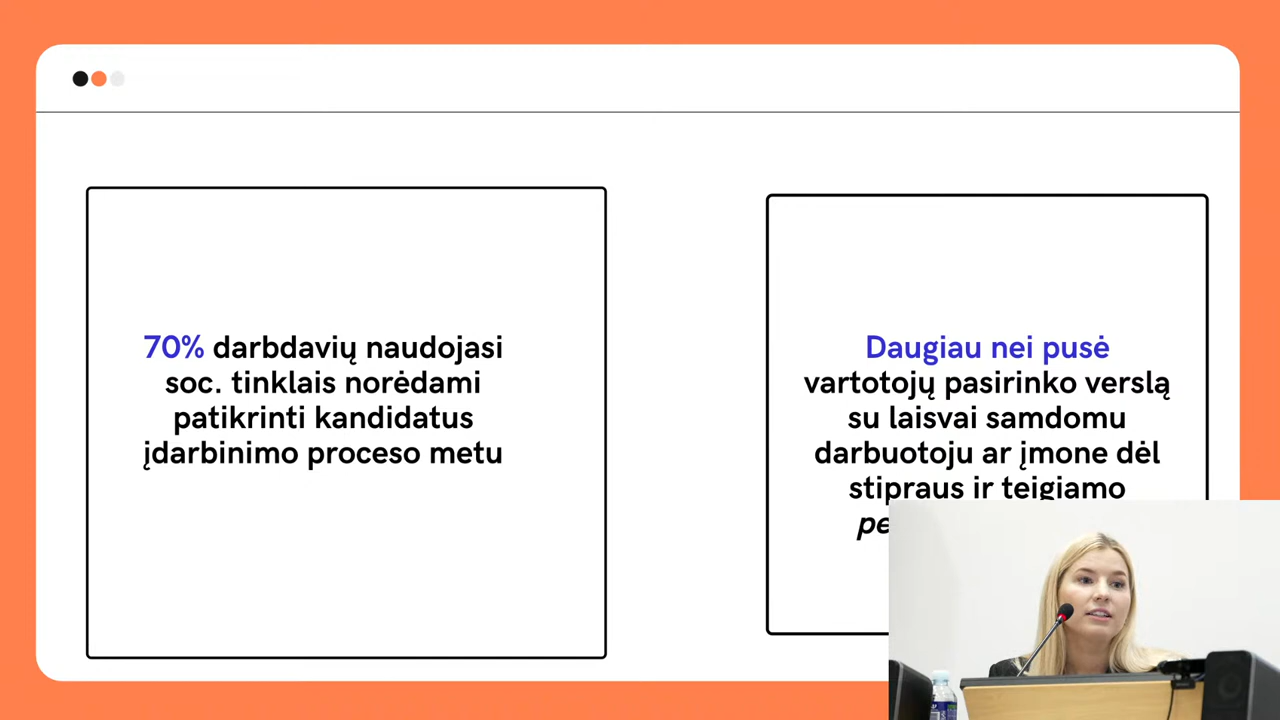 70% darbdavių naudojasi
soc. tinklais norėdami
patikrinti kandidatus
įdarbinimo proceso metu
Daugiau nei pusė
vartotojų pasirinko verslą
su laisvai samdomu
darbuotoju ar įmone dėl
stipraus ir teigiamo